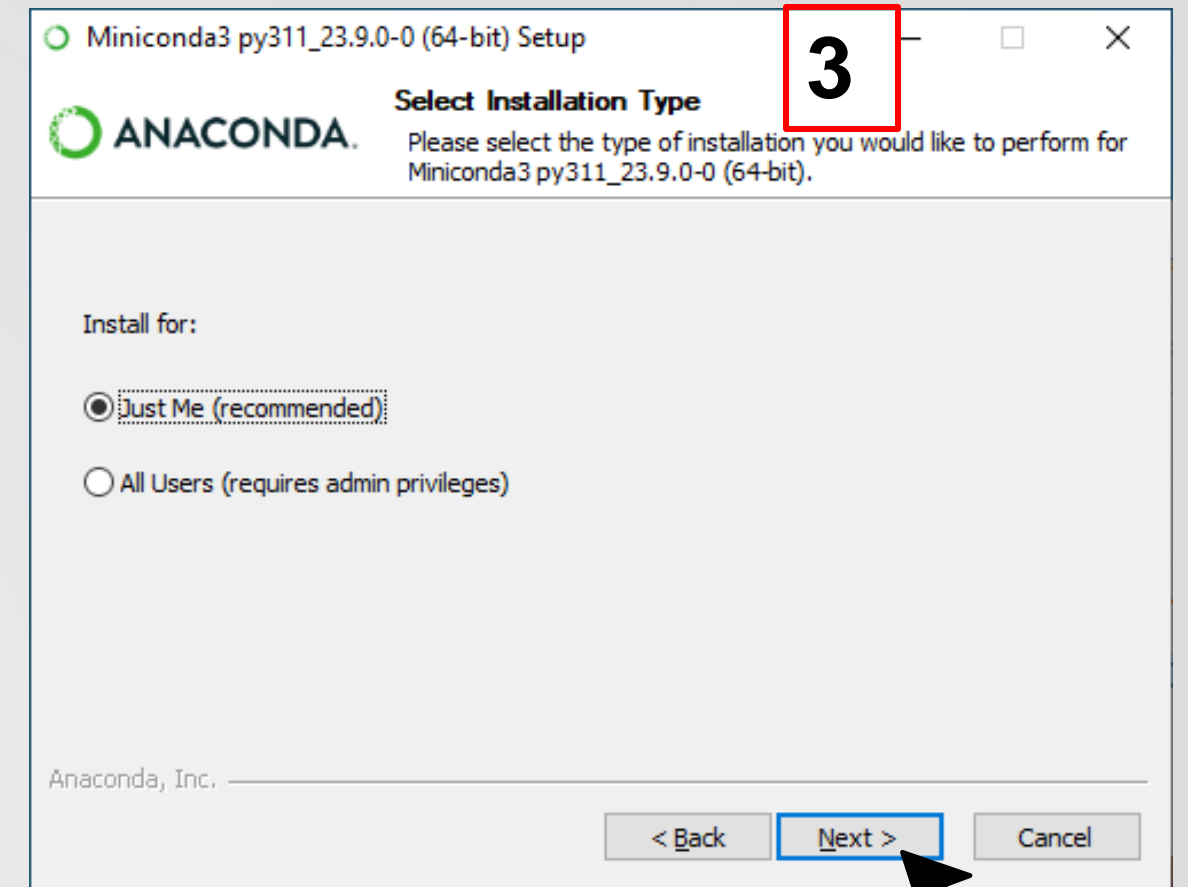 Miniconda3 py311_23.9.0-0 (64-bit) Setup
3
ANACONDA.
Select Installation Type
Please select the type of installation you would like to perform for
Miniconda3 py311_23.9.0-0 (64-bit).
Install for:
Just Me (recommended)
All Users (requires admin privileges)
Anaconda, Inc.
< Back
Next >
Cancel